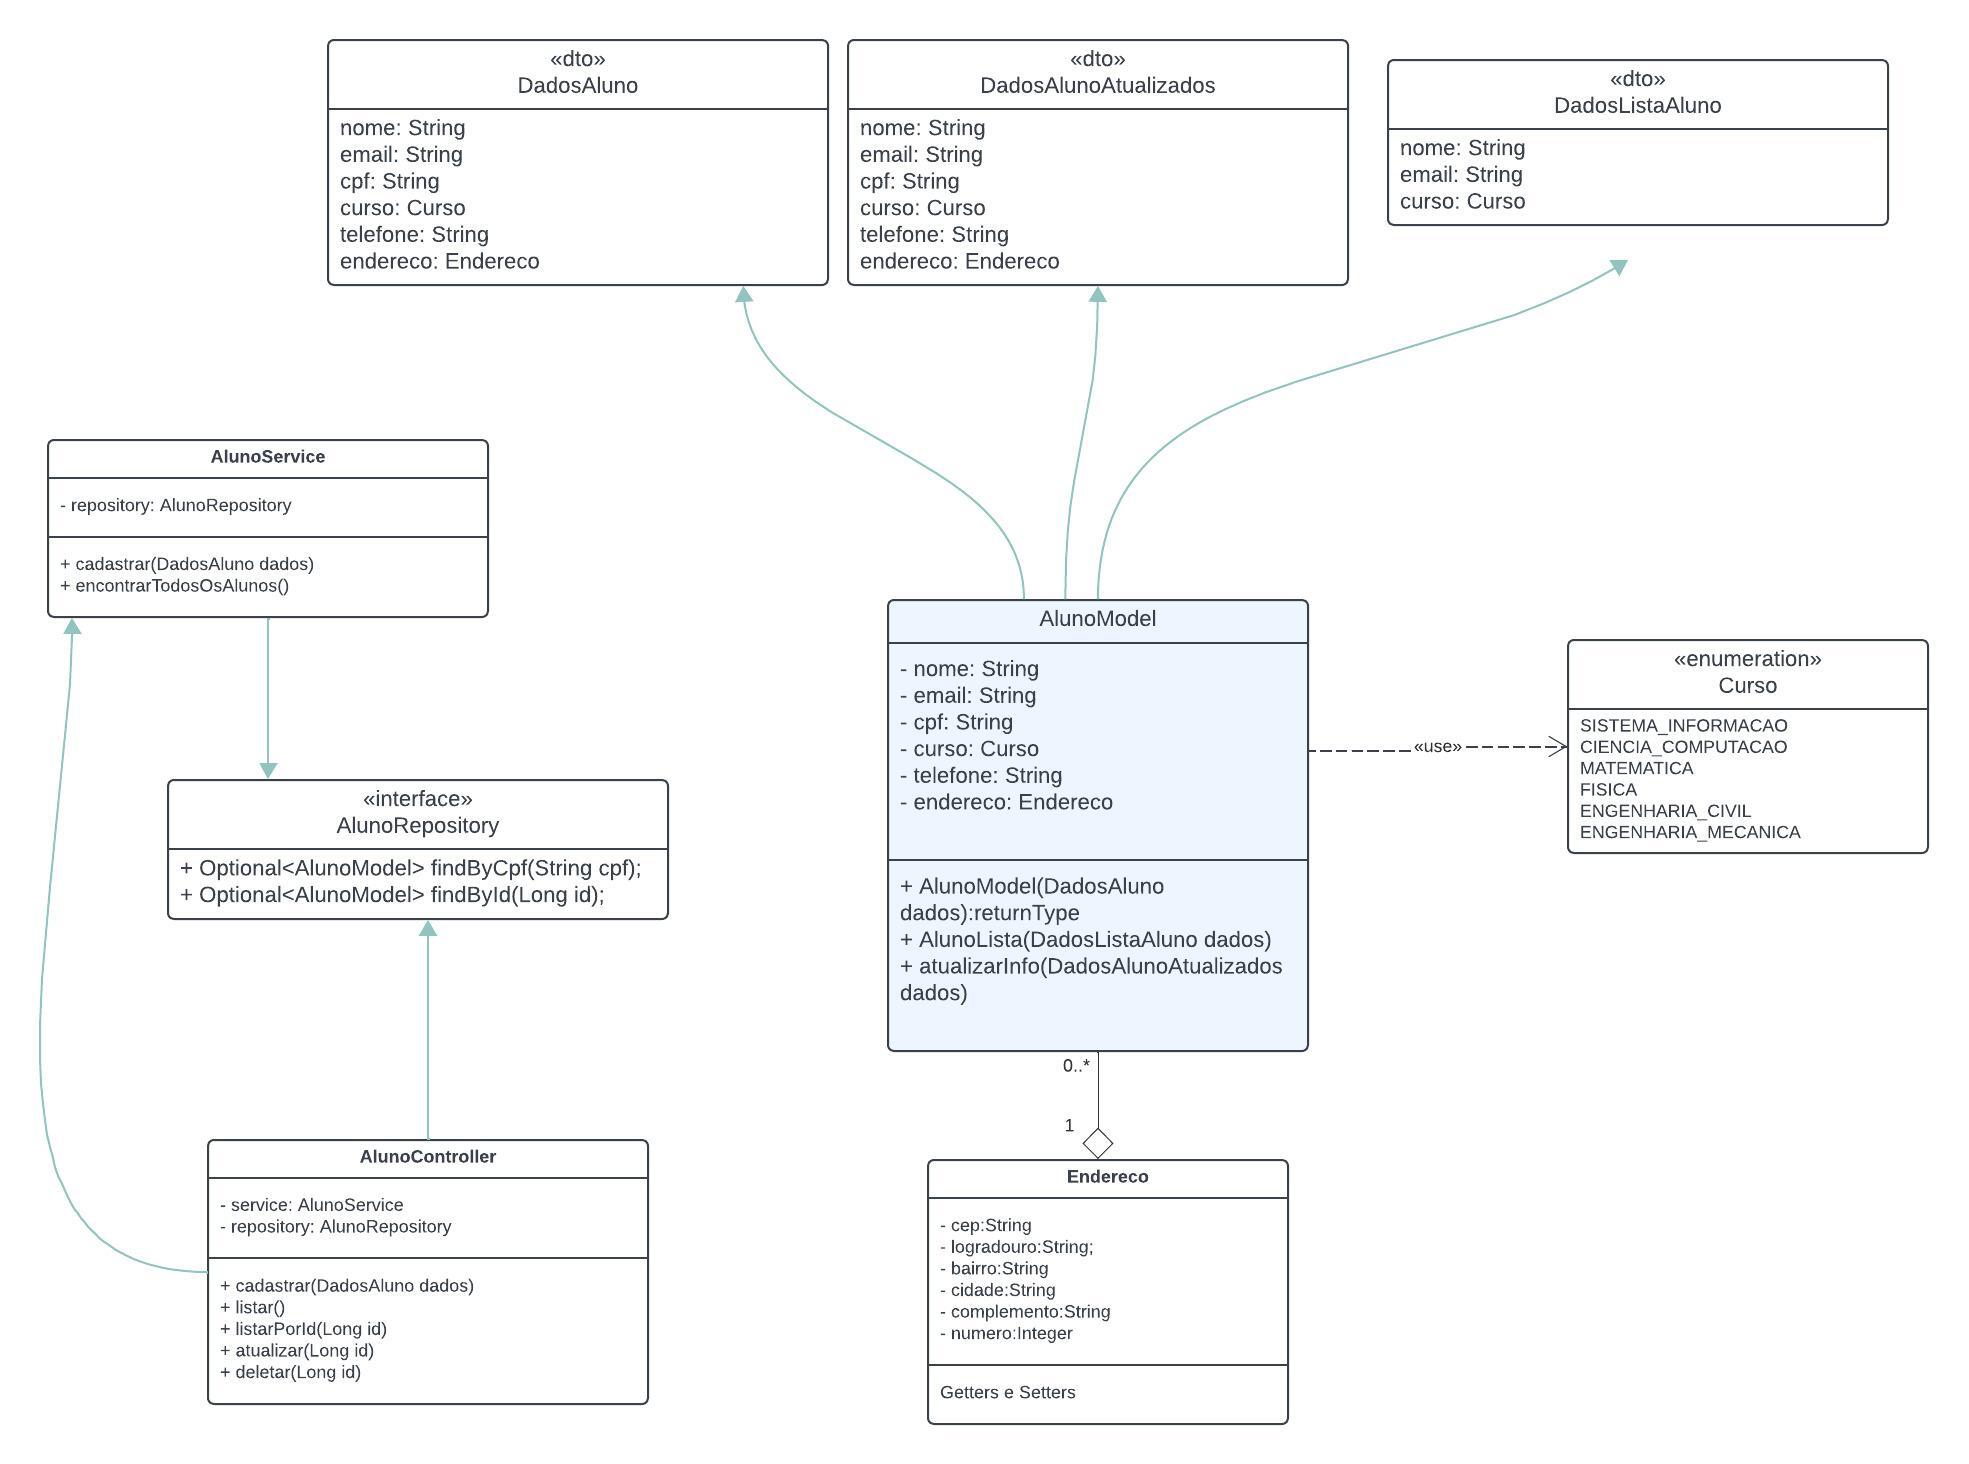 «dto»
DadosAluno
nome: String
email: String
cpf: String
curso: Curso
telefone: String
endereco: Endereco
«dto»
DadosAlunoAtualizados
nome: String
email: String
cpf: String
curso: Curso
telefone: String
endereco: Endereco
«dto»
DadosListaAluno
nome: String
email: String
curso: Curso
AlunoService
- repository: AlunoRepository
+ cadastrar(DadosAluno dados)
+ encontrarTodosOsAlunos()
«interface»
AlunoRepository
+ Optional<AlunoModel> findByCpf(String cpf);
+ Optional<AlunoModel> findById(Long id);
AlunoController
- service: AlunoService
- repository: AlunoRepository
+ cadastrar(DadosAluno dados)
+ listar()
+ listarPorId(Long id)
+ atualizar(Long id)
+ deletar(Long id)
AlunoModel
- nome: String
- email: String
- cpf: String
- curso: Curso
- telefone: String
- endereco: Endereco
+ AlunoModel(DadosAluno
dados):returnType
+ AlunoLista(DadosListaAluno dados)
+ atualizarInfo(DadosAlunoAtualizados
dados)
«use»
«enumeration»
Curso
SISTEMA_INFORMACAO
CIENCIA_COMPUTACAO
MATEMATICA
FISICA
ENGENHARIA_CIVIL
ENGENHARIA_MECANICA
0..*
1
Endereco
- cep:String
- logradouro:String;
- bairro:String
- cidade:String
- complemento:String
- numero:Integer
Getters e Setters